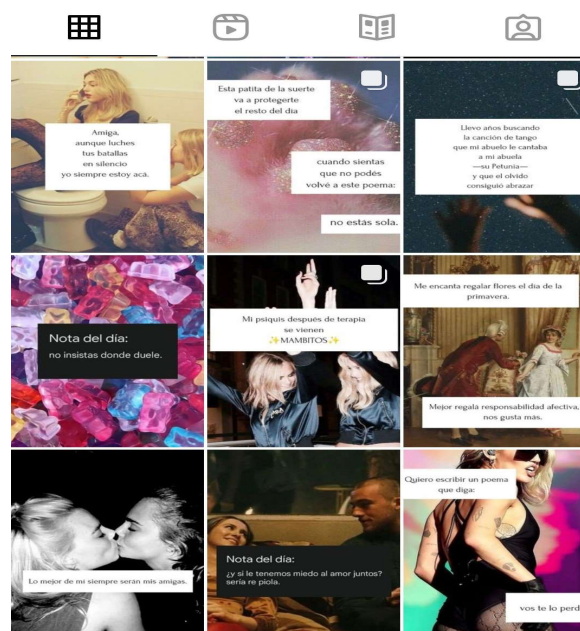 Amiga,
aunque luches
tus batallas
en silencio
yo siempre estoy acá.
Esta patita de la suerte
va a protegerte
el resto del día
cuando sientas
que no podés
volvé a este poema:
no estás sola.
Llevo años buscando
la canción de tango
que mi abuelo le cantaba
a mi abuela
—su Petunia—
y que el olvido
consiguió abrazar
Nota del día:
no insistas donde duele.
Mi psiquis después de terapia
se vienen
✨MAMBITOS✨
Me encanta regalar flores el día de la
primavera.
Mejor regalá responsabilidad afectiva,
nos gusta más.
Lo mejor de mi siempre serán mis amigas.
Nota del día:
¿y si le tenemos miedo al amor juntos?
sería re piola.
Quiero escribir un poema
que diga:
vos te lo perd